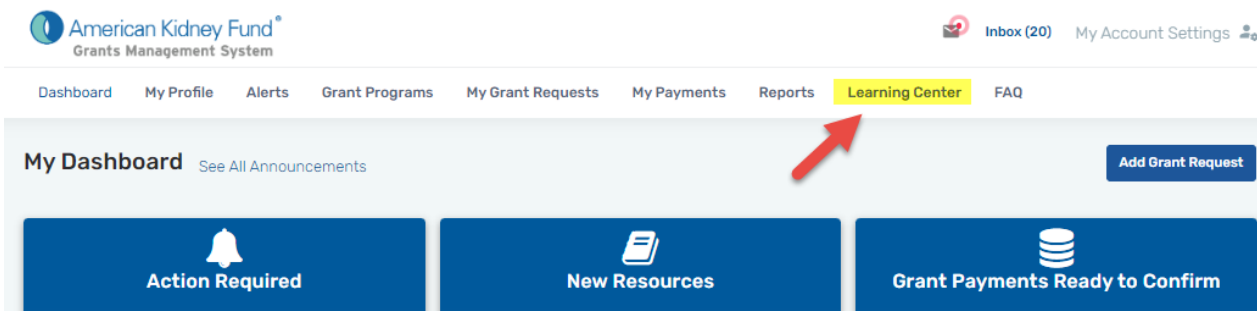 American Kidney Fund®
Grants Management System
Inbox (20) My Account Settings
Dashboard My Profile Alerts Grant Programs My Grant Requests My Payments Reports Learning Center FAQ
My Dashboard See All Announcements Add Grant Request
Action Required New Resources Grant Payments Ready to Confirm